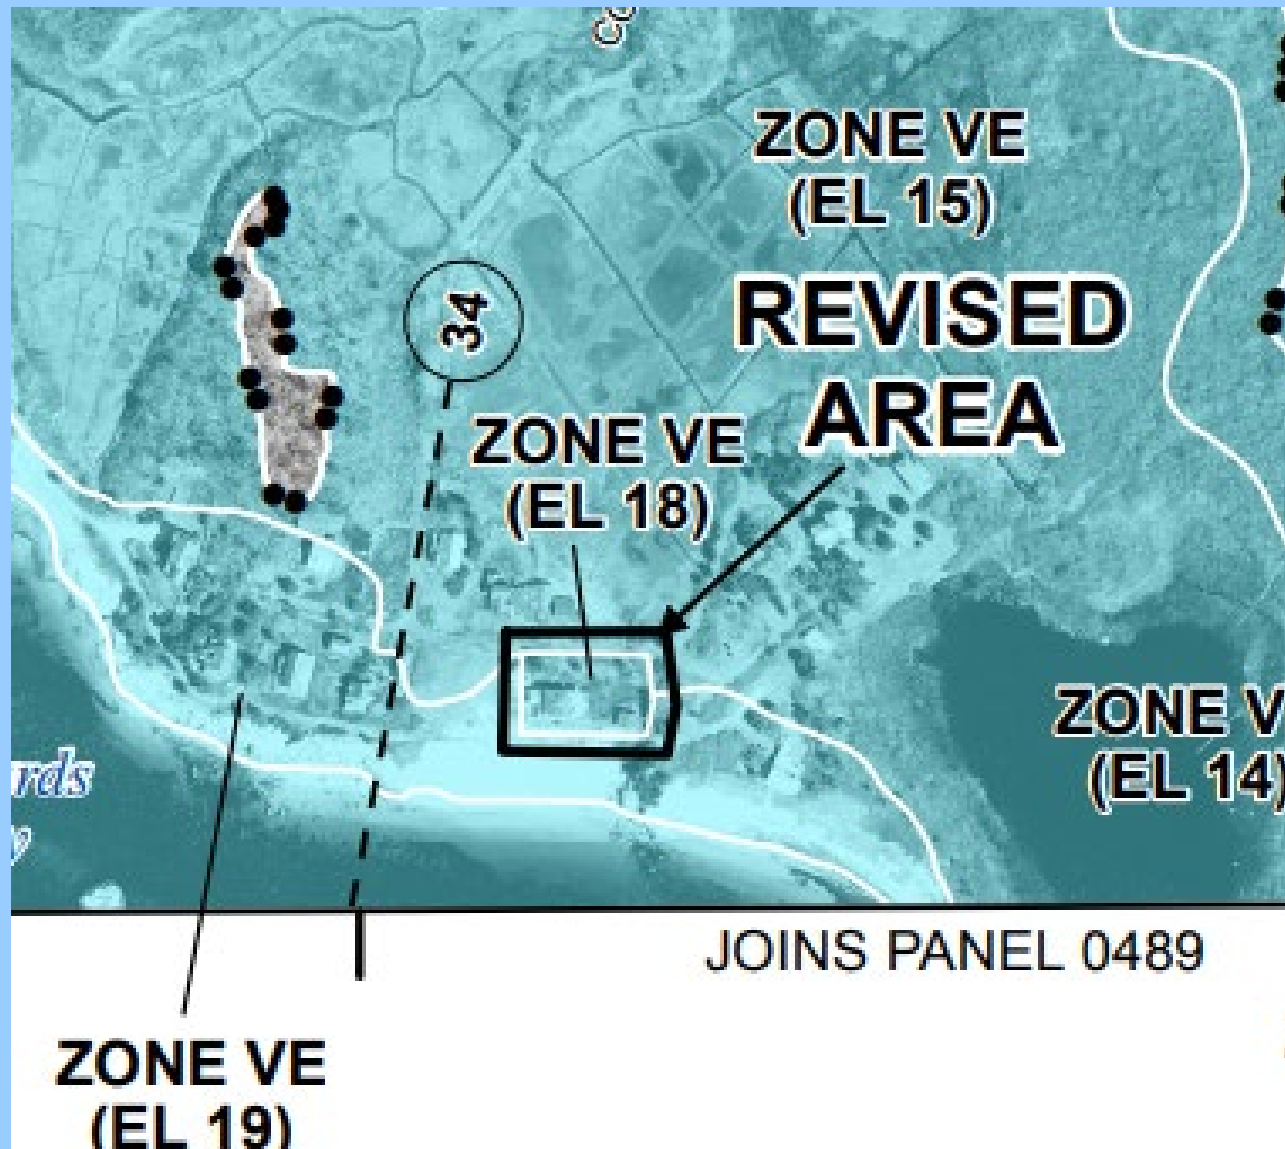 ZONE VE
(EL 15)
34
REVISED
AREA
ZONE VE
(EL 18)
ZONE V
(EL 14)
rds
JOINS PANEL 0489
ZONE VE
(EL 19)